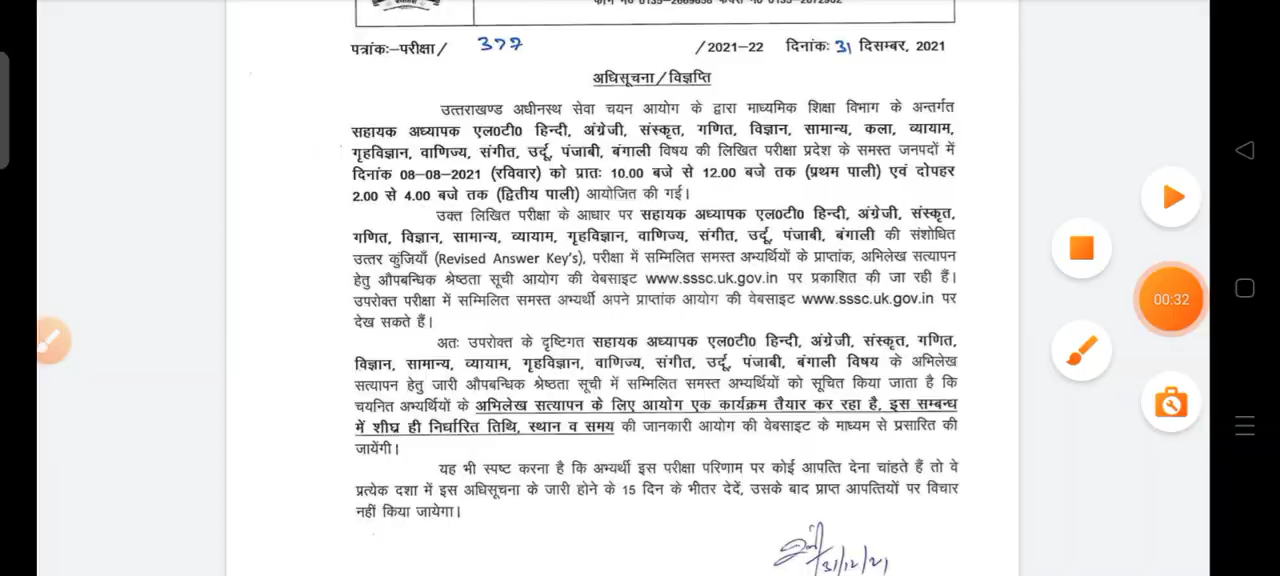 फोन नं० 0135-2669658 फैक्स नं० 0135-2672962
पत्रांकः-परीक्षा/ 377 /2021-22 दिनांकः 31 दिसम्बर, 2021
अधिसूचना/विज्ञप्ति
उत्तराखण्ड अधीनस्थ सेवा चयन आयोग के द्वारा माध्यमिक शिक्षा विभाग के अन्तर्गत
सहायक अध्यापक एल0टी0 हिन्दी, अंग्रेजी, संस्कृत, गणित, विज्ञान, सामान्य, कला, व्यायाम,
गृहविज्ञान, वाणिज्य, संगीत, उर्दू, पंजाबी, बंगाली विषय की लिखित परीक्षा प्रदेश के समस्त जनपदों में
दिनांक 08-08-2021 (रविवार) को प्रातः 10.00 बजे से 12.00 बजे तक (प्रथम पाली) एवं दोपहर
2.00 से 4.00 बजे तक (द्वितीय पाली) आयोजित की गई।
उक्त लिखित परीक्षा के आधार पर सहायक अध्यापक एल0टी0 हिन्दी, अंग्रेजी, संस्कृत,
गणित, विज्ञान, सामान्य, व्यायाम, गृहविज्ञान, वाणिज्य, संगीत, उर्दू, पंजाबी, बंगाली की संशोधित
उत्तर कुंजियाँ (Revised Answer Key's), परीक्षा में सम्मिलित समस्त अभ्यर्थियों के प्राप्तांक, अभिलेख सत्यापन
हेतु औपबन्धिक श्रेष्ठता सूची आयोग की वेबसाइट www.sssc.uk.gov.in पर प्रकाशित की जा रही हैं।
उपरोक्त परीक्षा में सम्मिलित समस्त अभ्यर्थी अपने प्राप्तांक आयोग की वेबसाइट www.sssc.uk.gov.in पर
देख सकते हैं।
अतः उपरोक्त के दृष्टिगत सहायक अध्यापक एल0टी0 हिन्दी, अंग्रेजी, संस्कृत, गणित,
विज्ञान, सामान्य, व्यायाम, गृहविज्ञान, वाणिज्य, संगीत, उर्दू, पंजाबी, बंगाली विषय के अभिलेख
सत्यापन हेतु जारी औपबन्धिक श्रेष्ठता सूची में सम्मिलित समस्त अभ्यर्थियों को सूचित किया जाता है कि
चयनित अभ्यर्थियों के अभिलेख सत्यापन के लिए आयोग एक कार्यक्रम तैयार कर रहा है, इस सम्बन्ध
में शीघ्र ही निर्धारित तिथि, स्थान व समय की जानकारी आयोग की वेबसाइट के माध्यम से प्रसारित की
जायेंगी।
यह भी स्पष्ट करना है कि अभ्यर्थी इस परीक्षा परिणाम पर कोई आपत्ति देना चांहते हैं तो वे
प्रत्येक दशा में इस अधिसूचना के जारी होने के 15 दिन के भीतर देदें, उसके बाद प्राप्त आपत्तियों पर विचार
नहीं किया जायेगा।
31/12/21
00:32